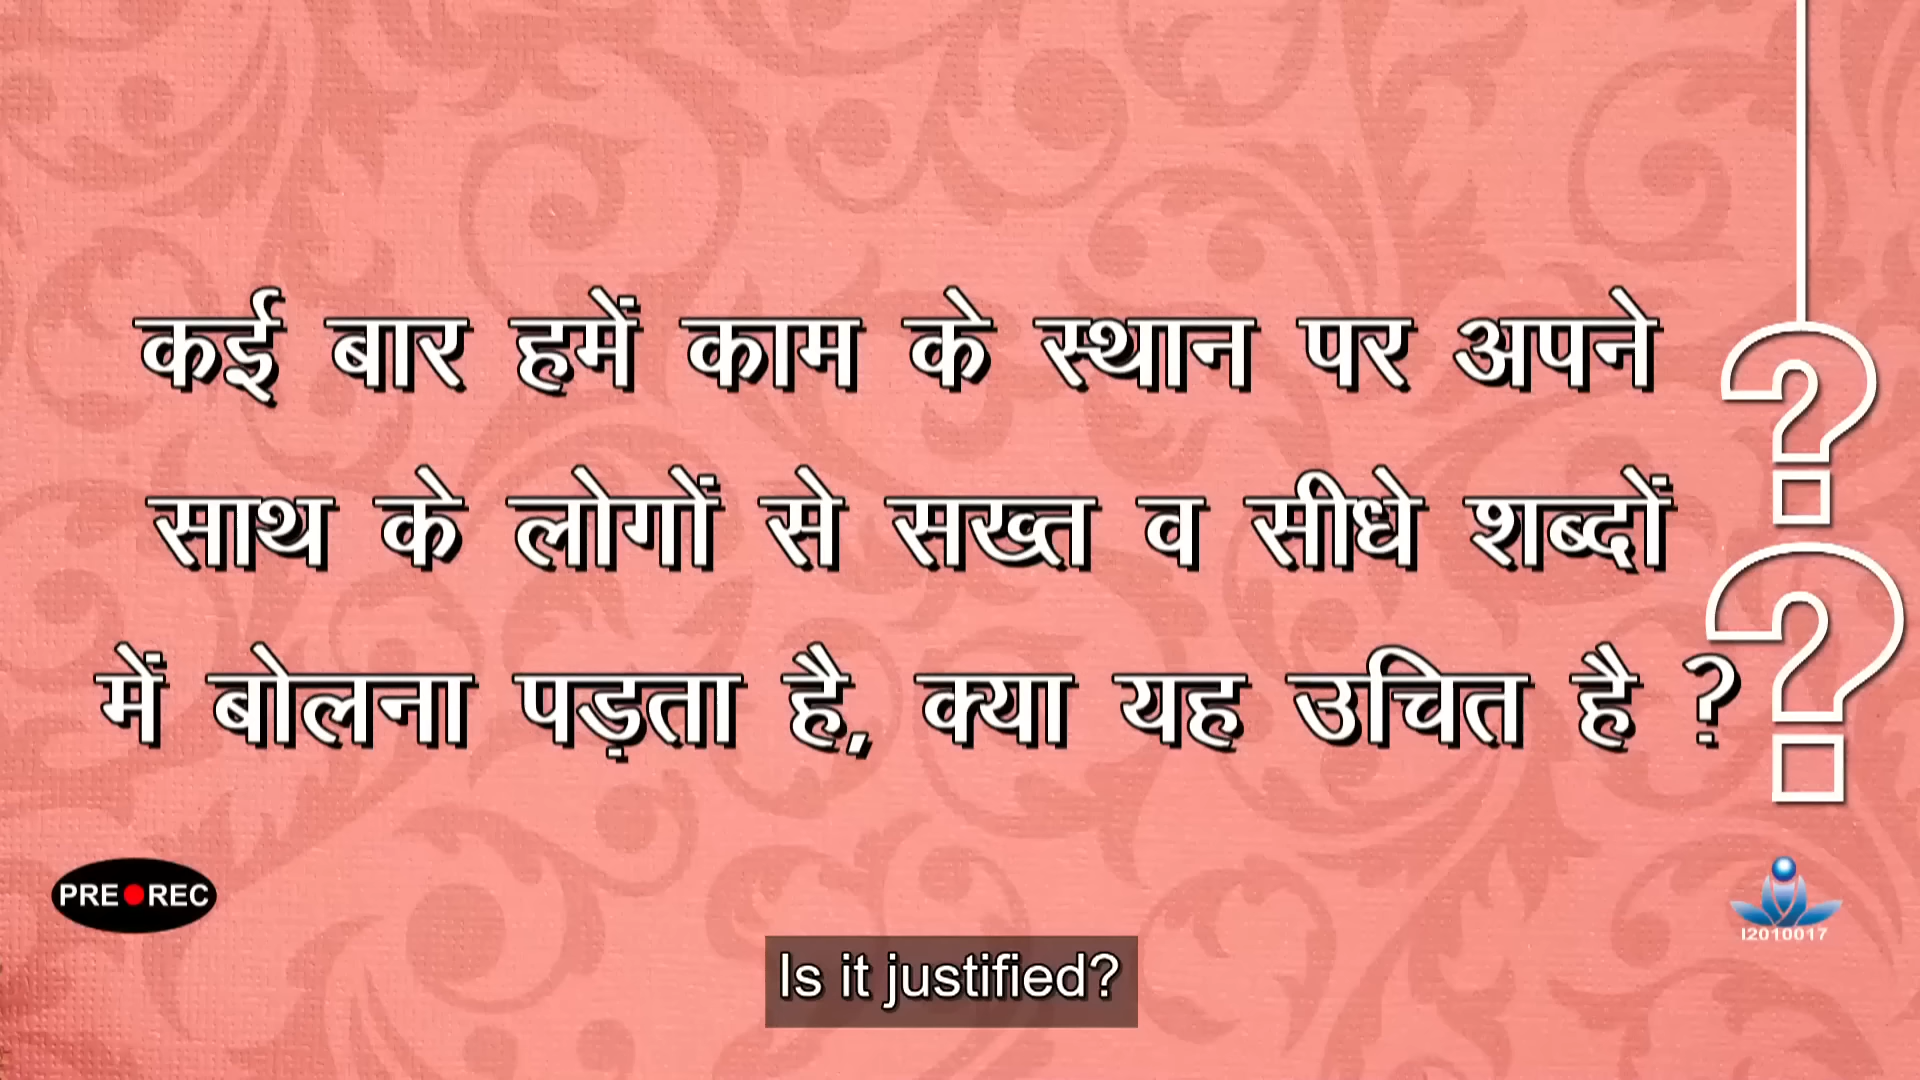 कई बार हमें काम के स्थान पर अपने
साथ के लोगों से सख्त व सीधे शब्दों
में बोलना पड़ता है, क्या यह उचित है ?
PRE REC
I2010017
Is it justified?